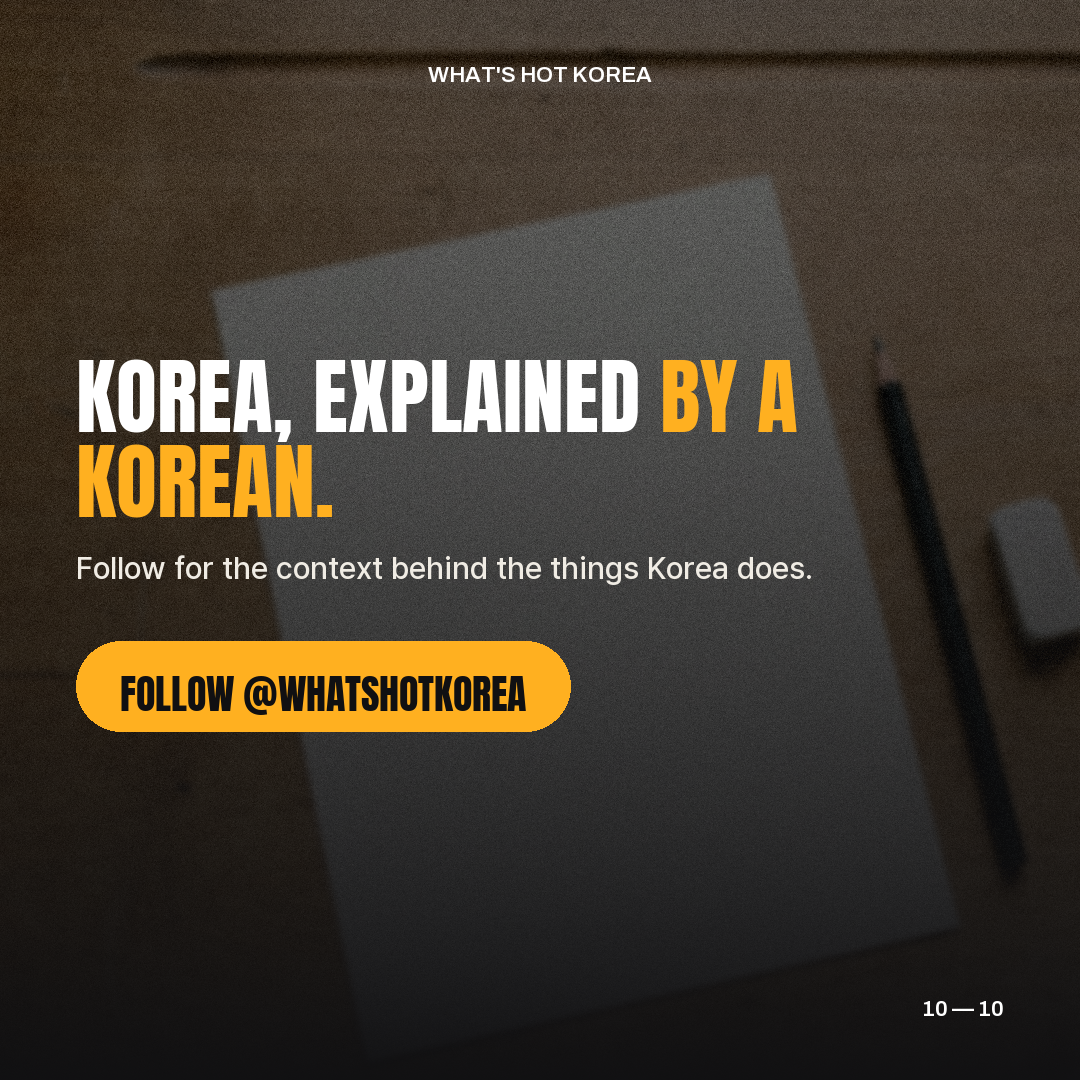 WHAT'S HOT KOREA
KOREA, EXPLAINED BY A
KOREAN.
Follow for the context behind the things Korea does.
FOLLOW @WHATSHOTKOREA
10 — 10